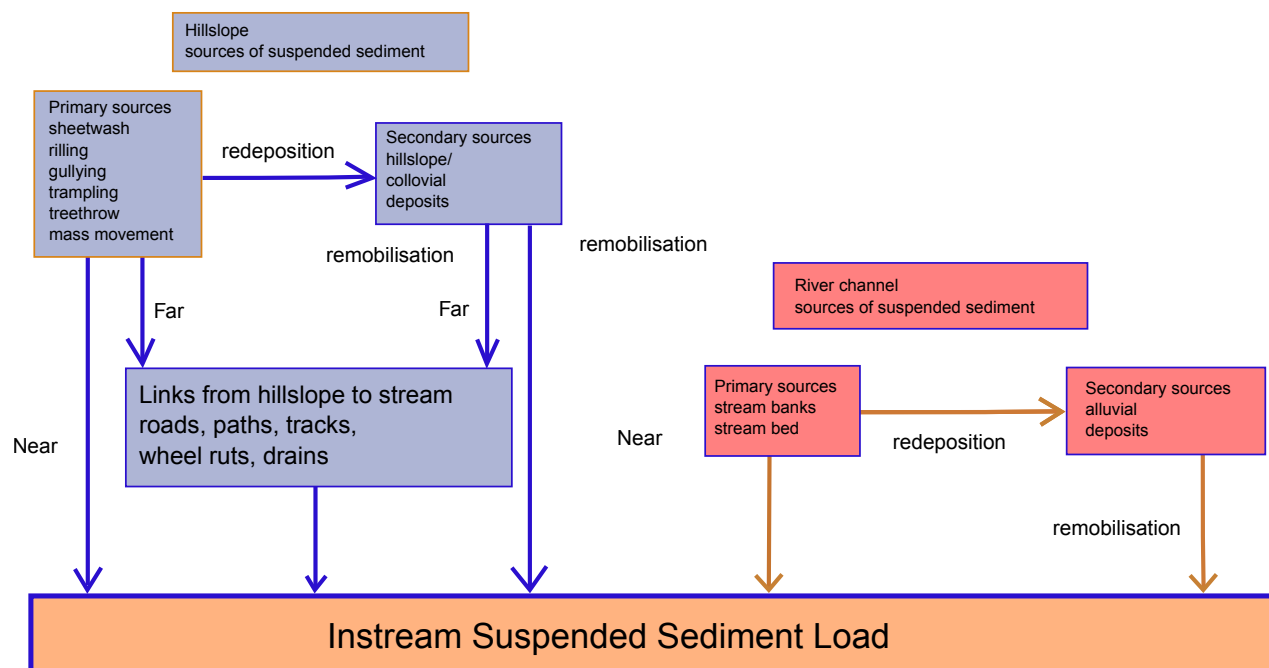 Hillslope
sources of suspended sediment
Primary sources
sheetwash
rilling
gullying
trampling
treethrow
mass movement
redeposition
Secondary sources
hillslope/
collovial
deposits
remobilisation
remobilisation
Far
Far
Links from hillslope to stream
roads, paths, tracks,
wheel ruts, drains
Near
River channel
sources of suspended sediment
Primary sources
stream banks
stream bed
Near
redeposition
Secondary sources
alluvial
deposits
remobilisation
Instream Suspended Sediment Load